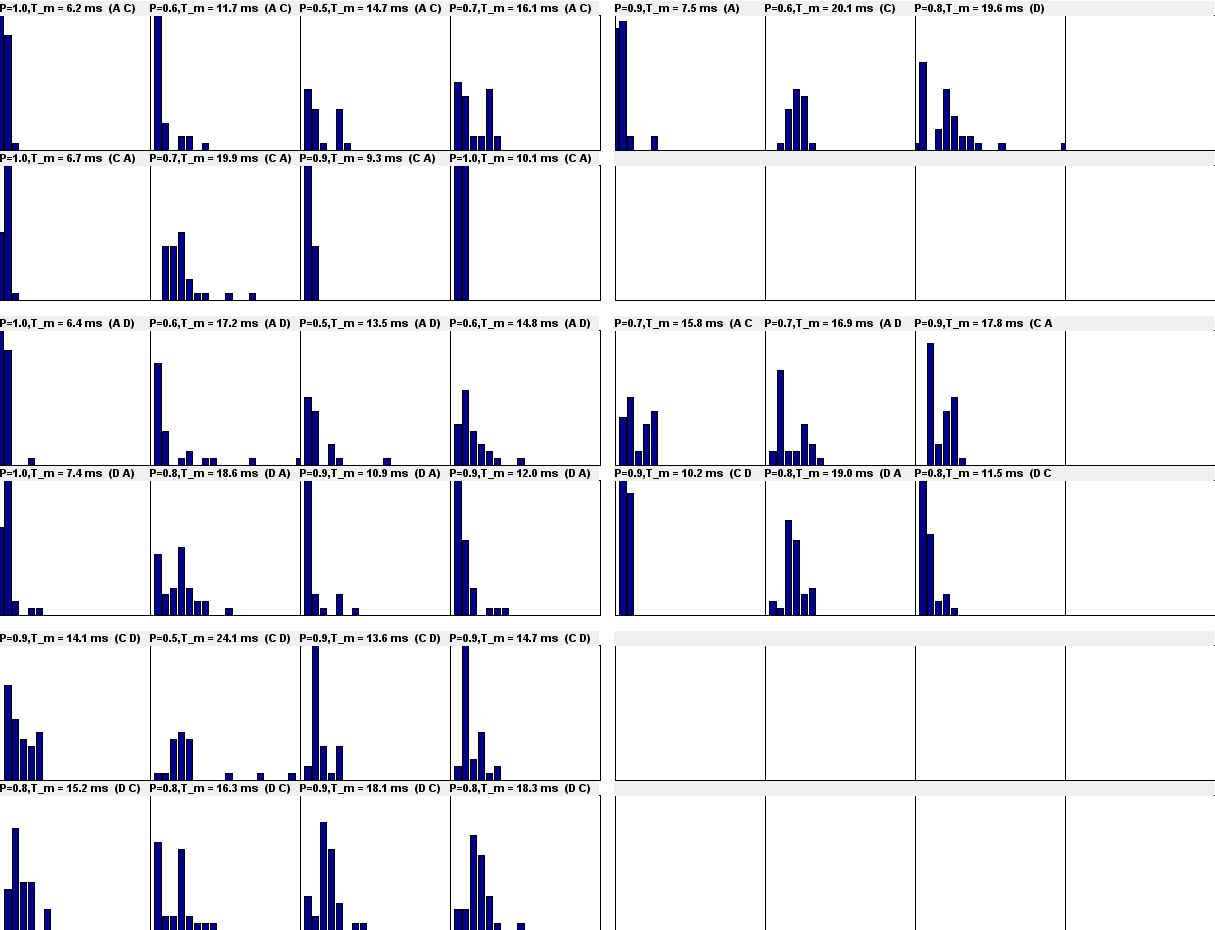 P=1.0,T_m = 6.2 ms (A C) P=0.6,T_m = 11.7 ms (A C) P=0.5,T_m = 14.7 ms (A C) P=0.7,T_m = 16.1 ms (A C) P=0.9,T_m = 7.5 ms (A) P=0.6,T_m = 20.1 ms (C) P=0.8,T_m = 19.6 ms (D)
P=1.0,T_m = 6.7 ms (C A) P=0.7,T_m = 19.9 ms (C A) P=0.9,T_m = 9.3 ms (C A) P=1.0,T_m = 10.1 ms (C A)
P=1.0,T_m = 6.4 ms (A D) P=0.6,T_m = 17.2 ms (A D) P=0.5,T_m = 13.5 ms (A D) P=0.6,T_m = 14.8 ms (A D) P=0.7,T_m = 15.8 ms (A C P=0.7,T_m = 16.9 ms (A D P=0.9,T_m = 17.8 ms (C A
P=1.0,T_m = 7.4 ms (D A) P=0.8,T_m = 18.6 ms (D A) P=0.9,T_m = 10.9 ms (D A) P=0.9,T_m = 12.0 ms (D A) P=0.9,T_m = 10.2 ms (C D P=0.8,T_m = 19.0 ms (D A P=0.8,T_m = 11.5 ms (D C
P=0.9,T_m = 14.1 ms (C D) P=0.5,T_m = 24.1 ms (C D) P=0.9,T_m = 13.6 ms (C D) P=0.9,T_m = 14.7 ms (C D)
P=0.8,T_m = 15.2 ms (D C) P=0.8,T_m = 16.3 ms (D C) P=0.9,T_m = 18.1 ms (D C) P=0.8,T_m = 18.3 ms (D C)